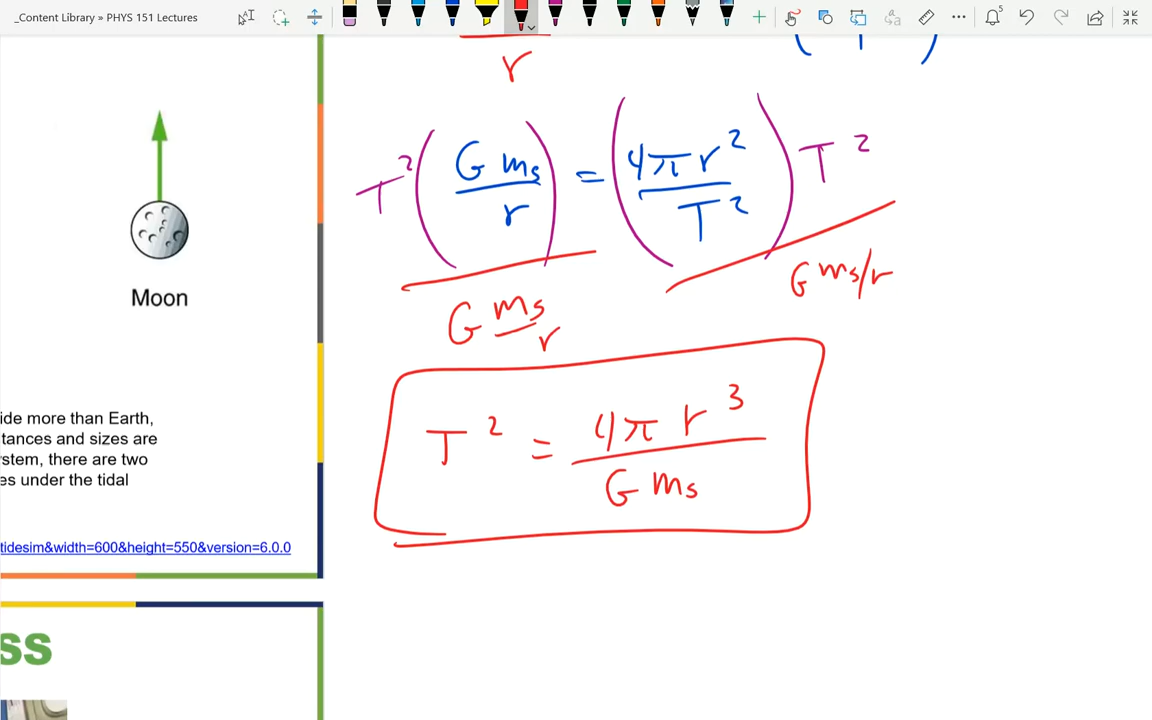 _Content Library » PHYS 151 Lectures
5
r
T² ( G ms / r ) = ( 4π r² / T² ) T²
G ms / r
G ms/r
Moon
T² = 4π r³ / G ms
ide more than Earth,
tances and sizes are
stem, there are two
es under the tidal
tidesim&width=600&height=550&version=6.0.0
ss